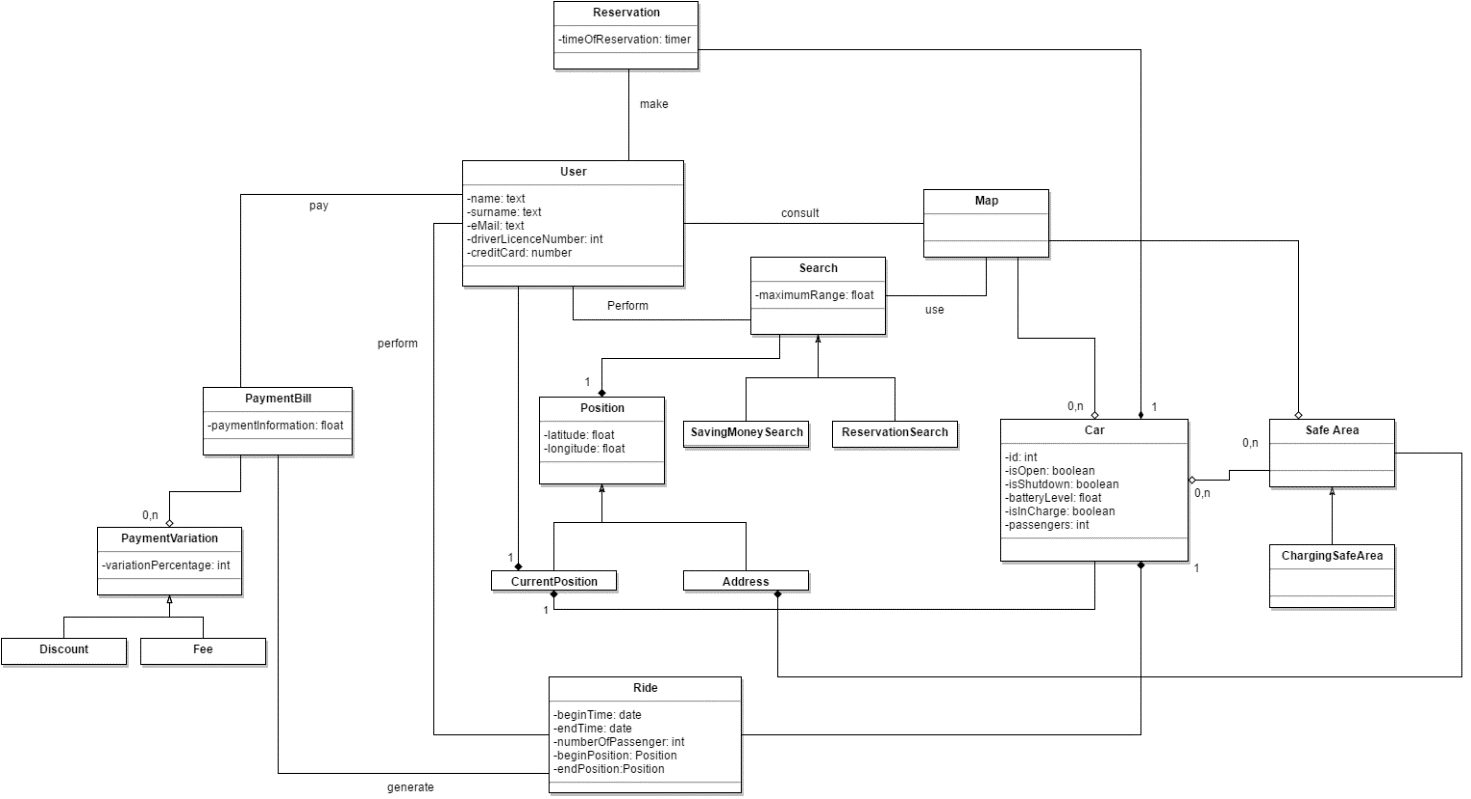 Reservation
-timeOfReservation: timer
make
User
-name: text
-surname: text
-eMail: text
-driverLicenceNumber: int
-creditCard: number
pay
consult
Map
Search
-maximumRange: float
Perform
use
perform
PaymentBill
-paymentInformation: float
1
Position
-latitude: float
-longitude: float
SavingMoneySearch
ReservationSearch
0,n
1
Car
-id: int
-isOpen: boolean
-isShutdown: boolean
-batteryLevel: float
-isInCharge: boolean
-passengers: int
Safe Area
0,n
0,n
0,n
PaymentVariation
-variationPercentage: int
1
CurrentPosition
Address
1
1
ChargingSafeArea
Discount
Fee
Ride
-beginTime: date
-endTime: date
-numberOfPassenger: int
-beginPosition: Position
-endPosition:Position
generate